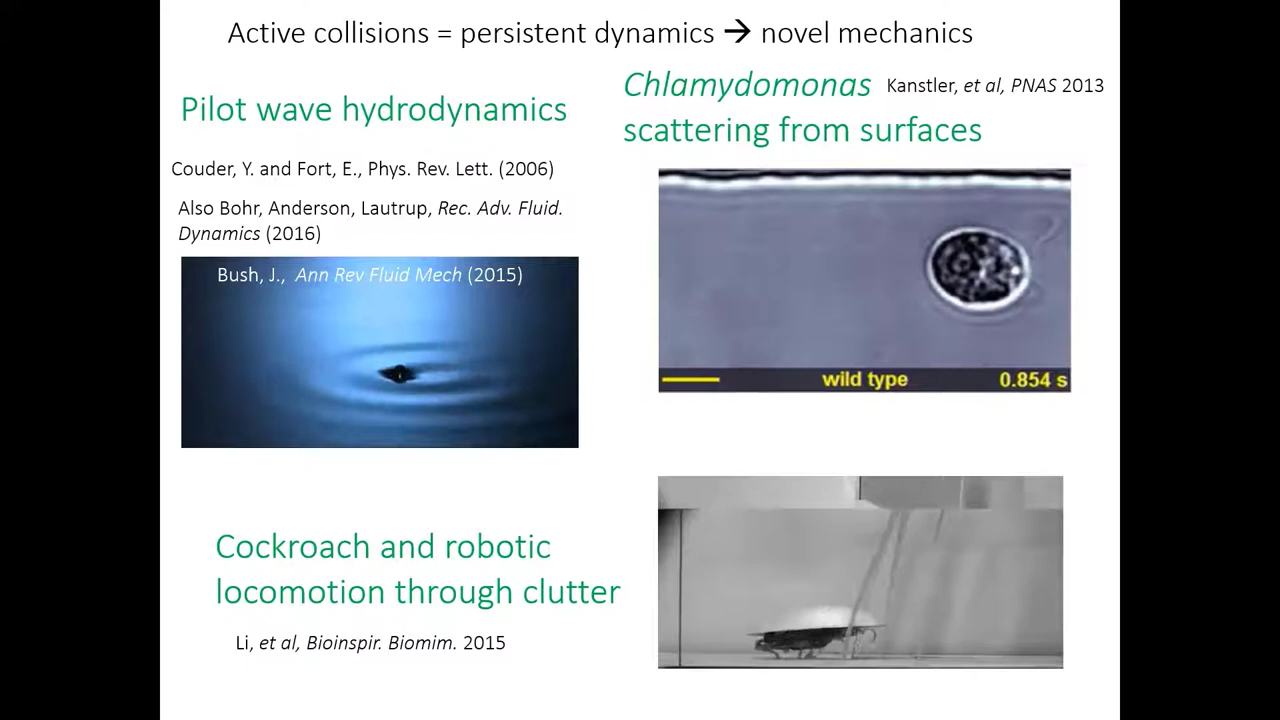 Active collisions = persistent dynamics → novel mechanics
Pilot wave hydrodynamics
Couder, Y. and Fort, E., Phys. Rev. Lett. (2006)
Also Bohr, Anderson, Lautrup, Rec. Adv. Fluid.
Dynamics (2016)
Bush, J., Ann Rev Fluid Mech (2015)
Chlamydomonas Kanstler, et al, PNAS 2013
scattering from surfaces
wild type 0.854 s
Cockroach and robotic
locomotion through clutter
Li, et al, Bioinspir. Biomim. 2015